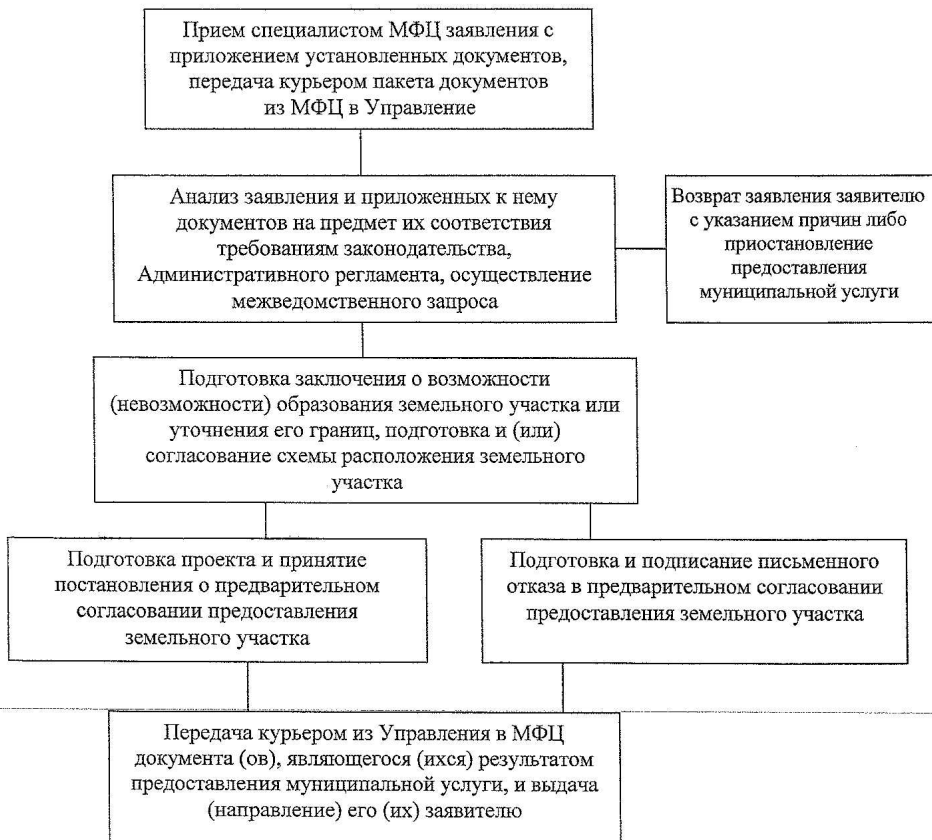 Прием специалистом МФЦ заявления с
приложением установленных документов,
передача курьером пакета документов
из МФЦ в Управление
Анализ заявления и приложенных к нему
документов на предмет их соответствия
требованиям законодательства,
Административного регламента, осуществление
межведомственного запроса
Возврат заявления заявителю
с указанием причин либо
приостановление
предоставления
муниципальной услуги
Подготовка заключения о возможности
(невозможности) образования земельного участка или
уточнения его границ, подготовка и (или)
согласование схемы расположения земельного
участка
Подготовка проекта и принятие
постановления о предварительном
согласовании предоставления
земельного участка
Подготовка и подписание письменного
отказа в предварительном согласовании
предоставления земельного участка
Передача курьером из Управления в МФЦ
документа (ов), являющегося (ихся) результатом
предоставления муниципальной услуги, и выдача
(направление) его (их) заявителю